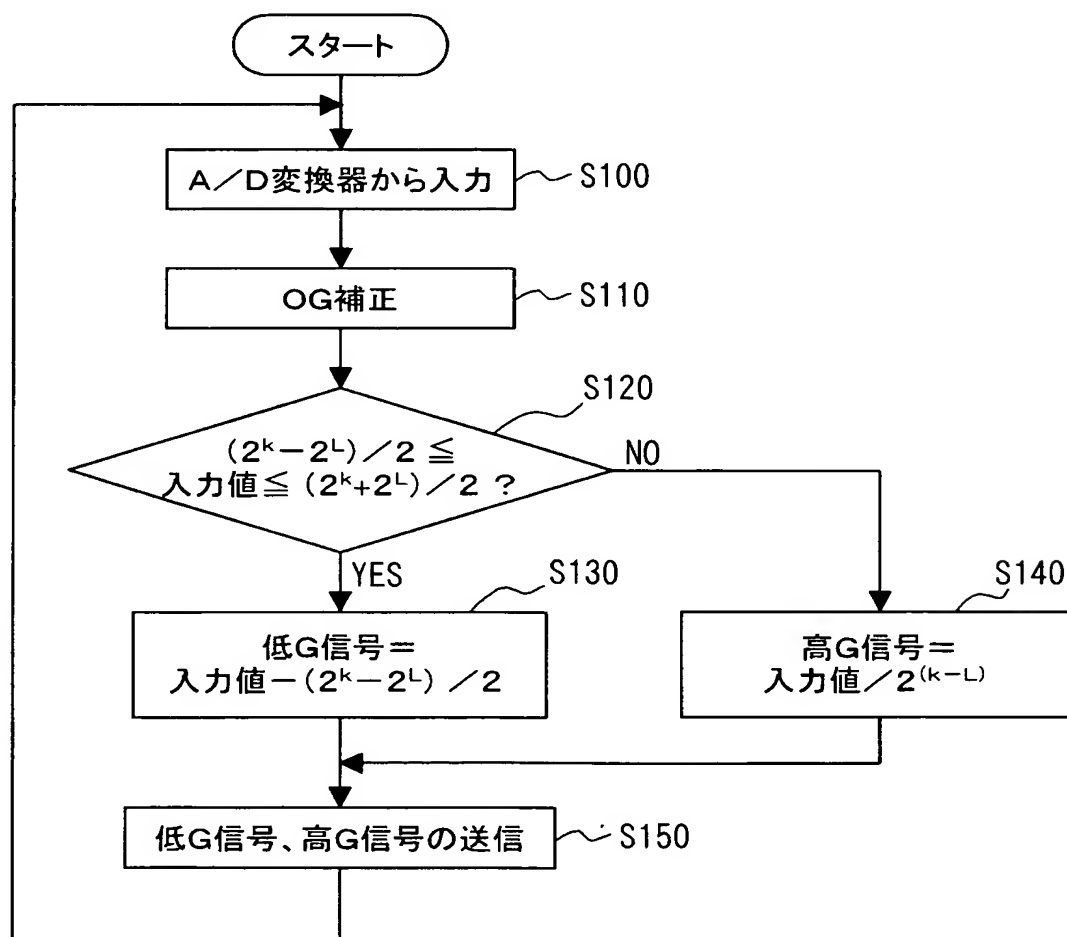 スタート
A／D変換器から入力
S100
OG補正
S110
S120
(2ᵏ−2ᴸ)／2 ≦
入力値≦ (2ᵏ+2ᴸ)／2 ?
NO
YES
S130
低G信号＝
入力値−(2ᵏ−2ᴸ) ／2
S140
高G信号＝
入力値／2⁽ᵏ⁻ᴸ⁾
低G信号、高G信号の送信
S150